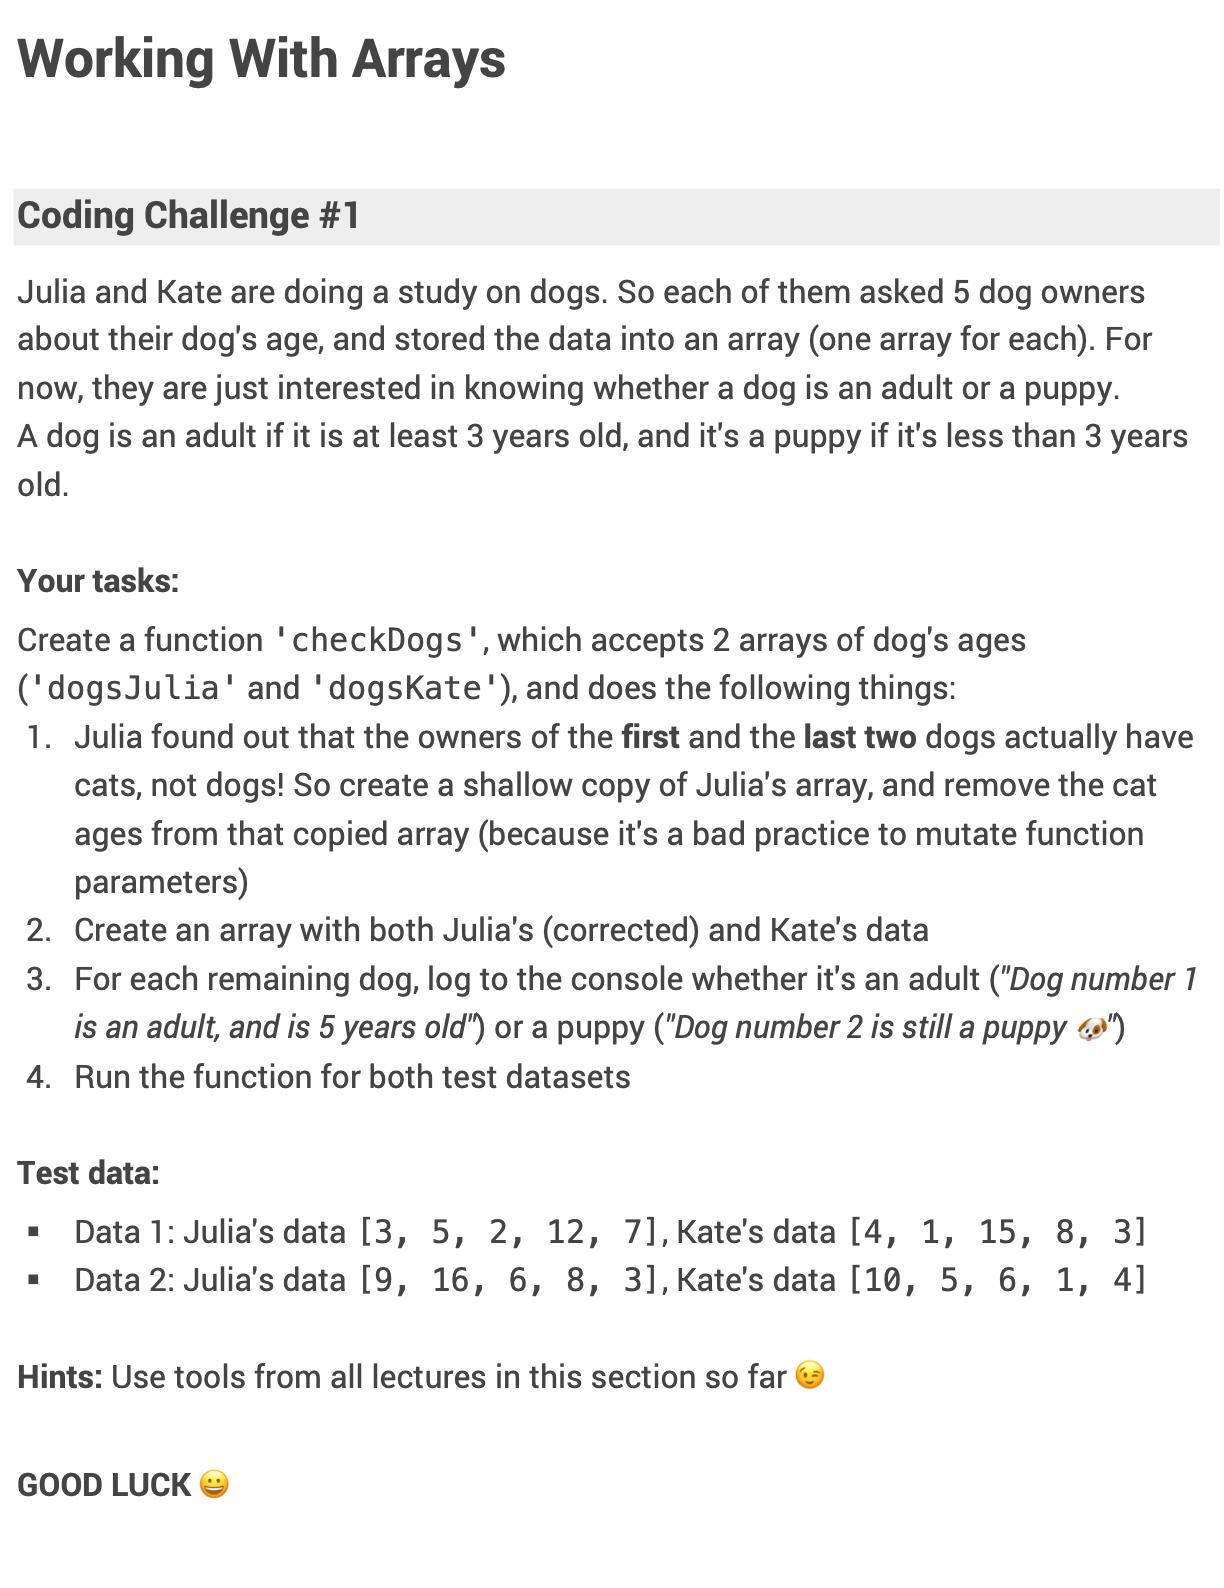 Working With Arrays
Coding Challenge #1
Julia and Kate are doing a study on dogs. So each of them asked 5 dog owners
about their dog's age, and stored the data into an array (one array for each). For
now, they are just interested in knowing whether a dog is an adult or a puppy.
A dog is an adult if it is at least 3 years old, and it's a puppy if it's less than 3 years
old.
Your tasks:
Create a function 'checkDogs', which accepts 2 arrays of dog's ages
('dogsJulia' and 'dogsKate'), and does the following things:
1. Julia found out that the owners of the first and the last two dogs actually have
cats, not dogs! So create a shallow copy of Julia's array, and remove the cat
ages from that copied array (because it's a bad practice to mutate function
parameters)
2. Create an array with both Julia's (corrected) and Kate's data
3. For each remaining dog, log to the console whether it's an adult ("Dog number 1
is an adult, and is 5 years old") or a puppy ("Dog number 2 is still a puppy 🐶")
4. Run the function for both test datasets
Test data:
▪ Data 1: Julia's data [3, 5, 2, 12, 7], Kate's data [4, 1, 15, 8, 3]
▪ Data 2: Julia's data [9, 16, 6, 8, 3], Kate's data [10, 5, 6, 1, 4]
Hints: Use tools from all lectures in this section so far 😉
GOOD LUCK 😀